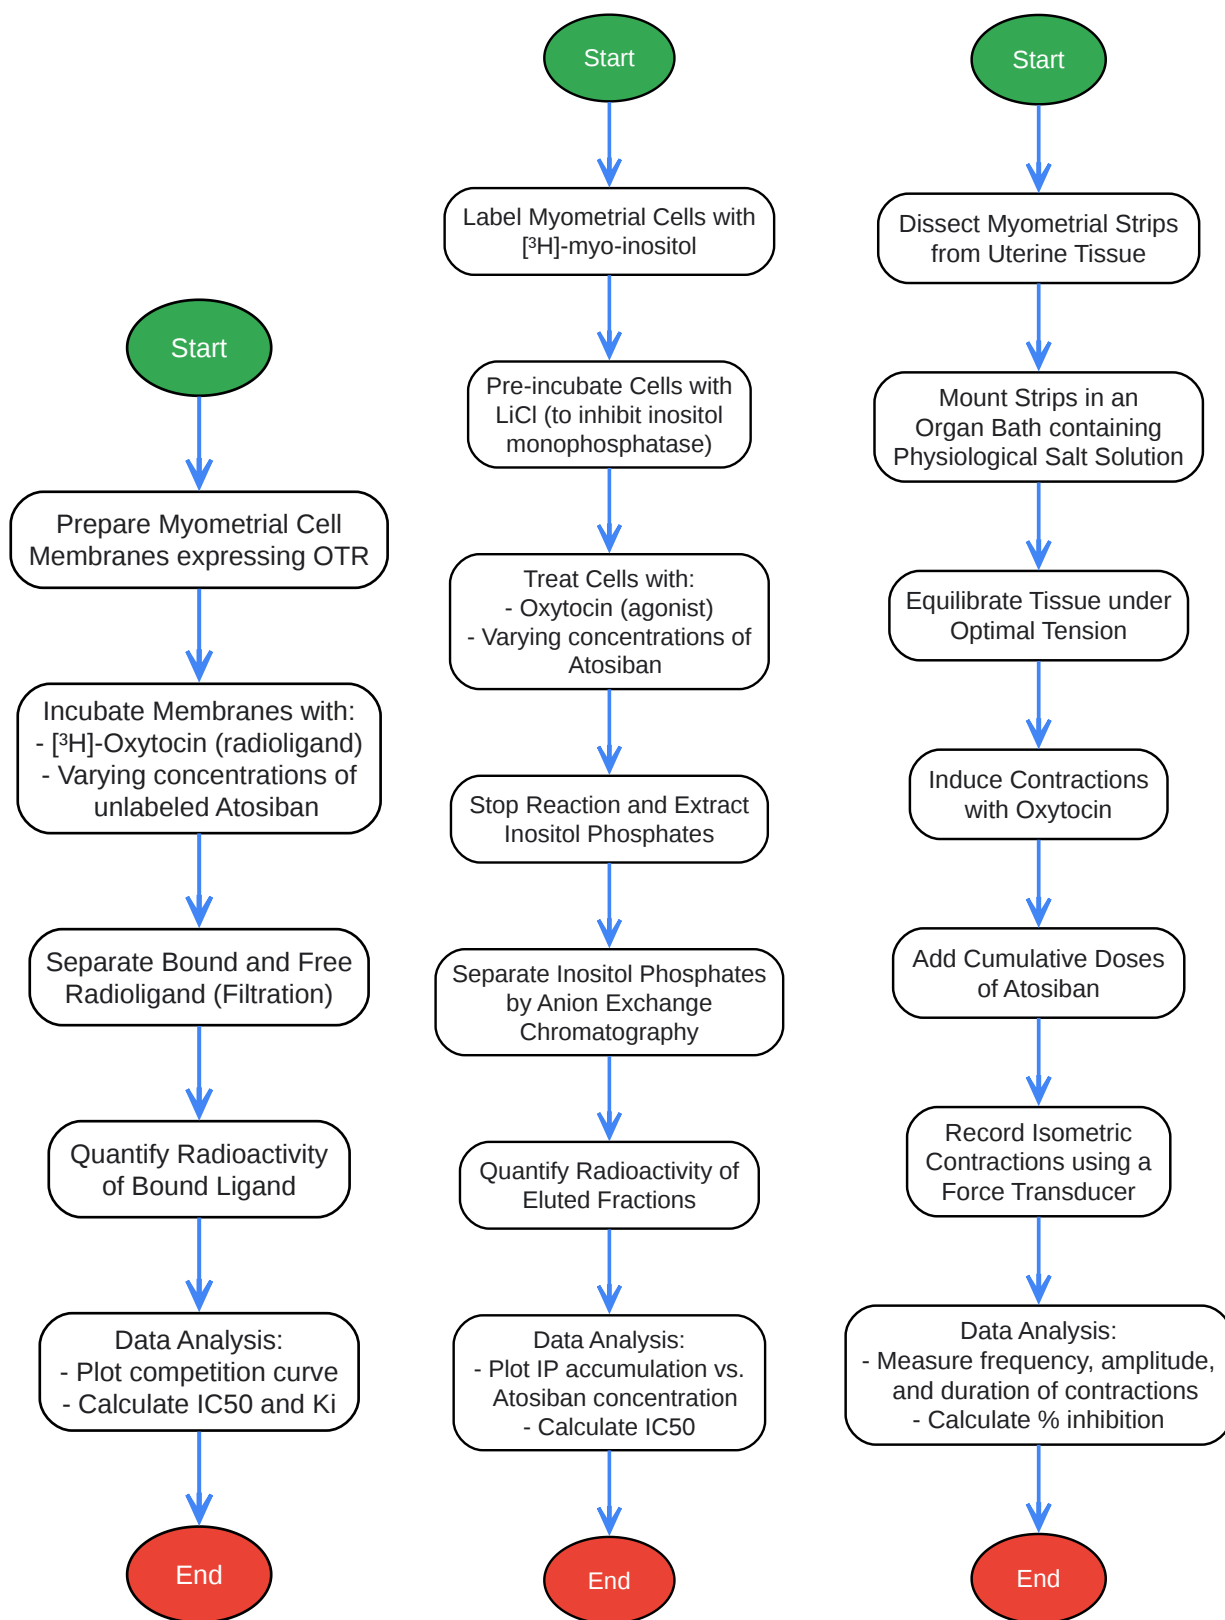 Start
Prepare Myometrial Cell
Membranes expressing OTR
Incubate Membranes with:
- [³H]-Oxytocin (radioligand)
- Varying concentrations of
unlabeled Atosiban
Separate Bound and Free
Radioligand (Filtration)
Quantify Radioactivity
of Bound Ligand
Data Analysis:
- Plot competition curve
- Calculate IC50 and Ki
End
Start
Label Myometrial Cells with
[³H]-myo-inositol
Pre-incubate Cells with
LiCl (to inhibit inositol
monophosphatase)
Treat Cells with:
- Oxytocin (agonist)
- Varying concentrations of
Atosiban
Stop Reaction and Extract
Inositol Phosphates
Separate Inositol Phosphates
by Anion Exchange
Chromatography
Quantify Radioactivity of
Eluted Fractions
Data Analysis:
- Plot IP accumulation vs.
Atosiban concentration
- Calculate IC50
End
Start
Dissect Myometrial Strips
from Uterine Tissue
Mount Strips in an
Organ Bath containing
Physiological Salt Solution
Equilibrate Tissue under
Optimal Tension
Induce Contractions
with Oxytocin
Add Cumulative Doses
of Atosiban
Record Isometric
Contractions using a
Force Transducer
Data Analysis:
- Measure frequency, amplitude,
and duration of contractions
- Calculate % inhibition
End